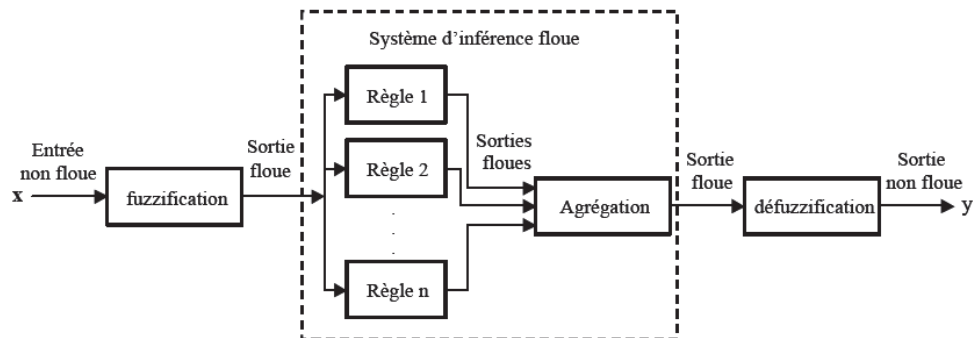 Système d'inférence floue
Règle 1
Entrée
non floue
Sortie
floue
Sorties
floues
Sortie
floue
Sortie
non floue
Règle 2
x
fuzzification
Agrégation
défuzzification
y
.
.
.
Règle n